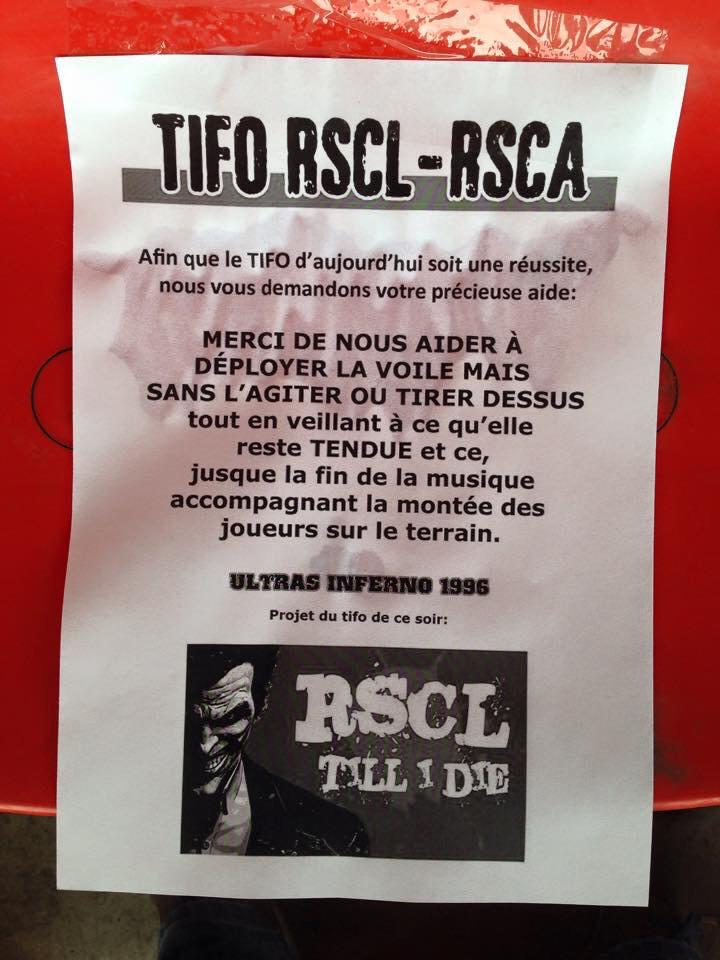 TIFO RSCL-RSCA
Afin que le TIFO d'aujourd'hui soit une réussite,
nous vous demandons votre précieuse aide:
MERCI DE NOUS AIDER À
DÉPLOYER LA VOILE MAIS
SANS L'AGITER OU TIRER DESSUS
tout en veillant à ce qu'elle
reste TENDUE et ce,
jusque la fin de la musique
accompagnant la montée des
joueurs sur le terrain.
ULTRAS INFERNO 1996
Projet du tifo de ce soir:
RSCL
TILL I DIE